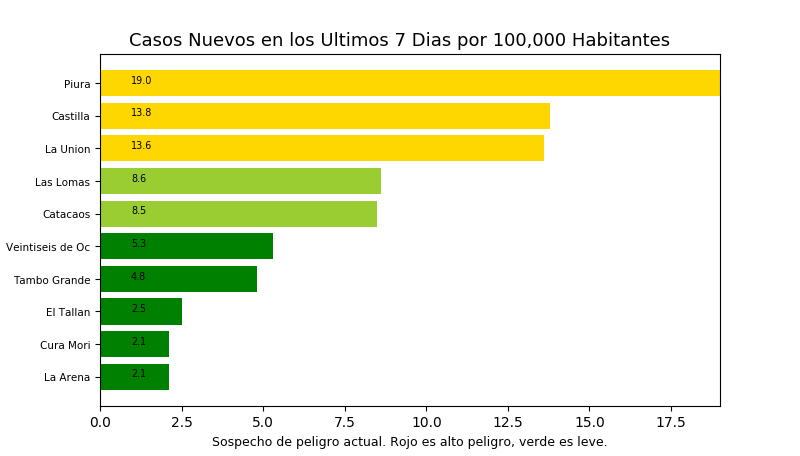 Casos Nuevos en los Ultimos 7 Dias por 100,000 Habitantes
Piura 19.0
Castilla 13.8
La Union 13.6
Las Lomas 8.6
Catacaos 8.5
Veintiseis de Oc 5.3
Tambo Grande 4.8
El Tallan 2.5
Cura Mori 2.1
La Arena 2.1
0.0 2.5 5.0 7.5 10.0 12.5 15.0 17.5
Sospecho de peligro actual. Rojo es alto peligro, verde es leve.